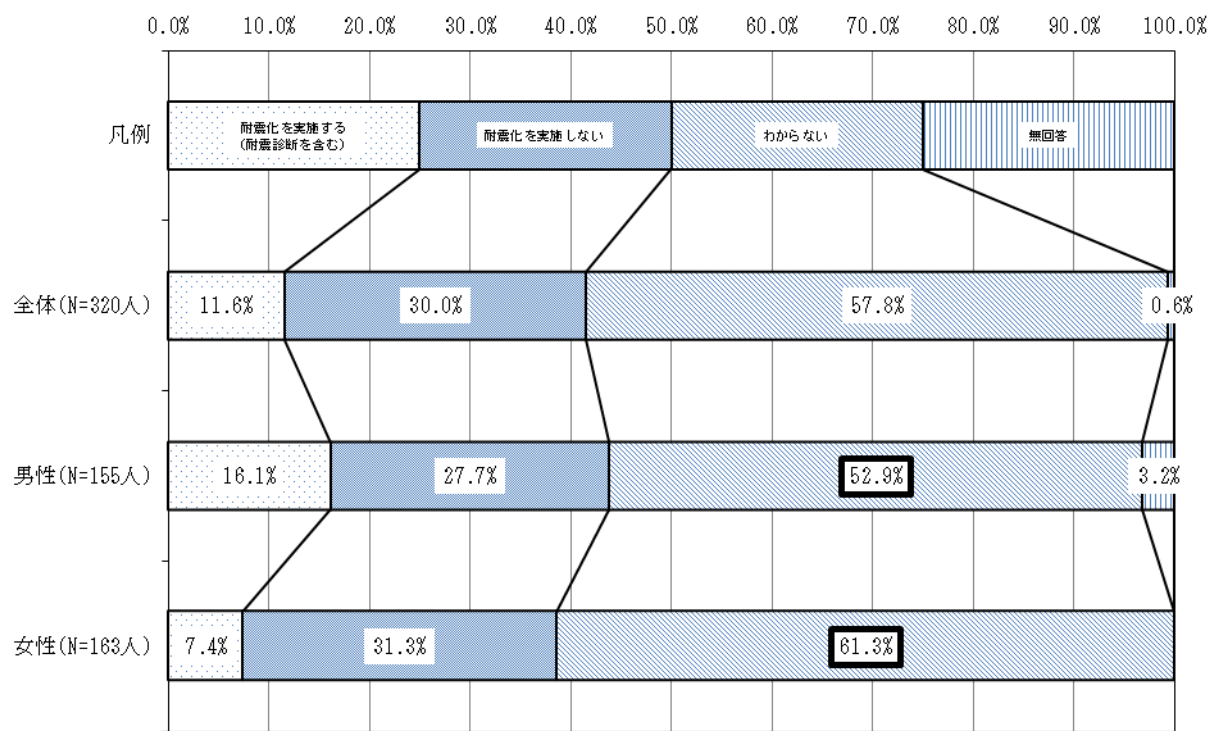 0.0% 10.0% 20.0% 30.0% 40.0% 50.0% 60.0% 70.0% 80.0% 90.0% 100.0%
凡例
耐震化を実施する
(耐震診断を含む)
耐震化を実施しない
わからない
無回答
全体(N=320人) 11.6% 30.0% 57.8% 0.6%
男性(N=155人) 16.1% 27.7% 52.9% 3.2%
女性(N=163人) 7.4% 31.3% 61.3%